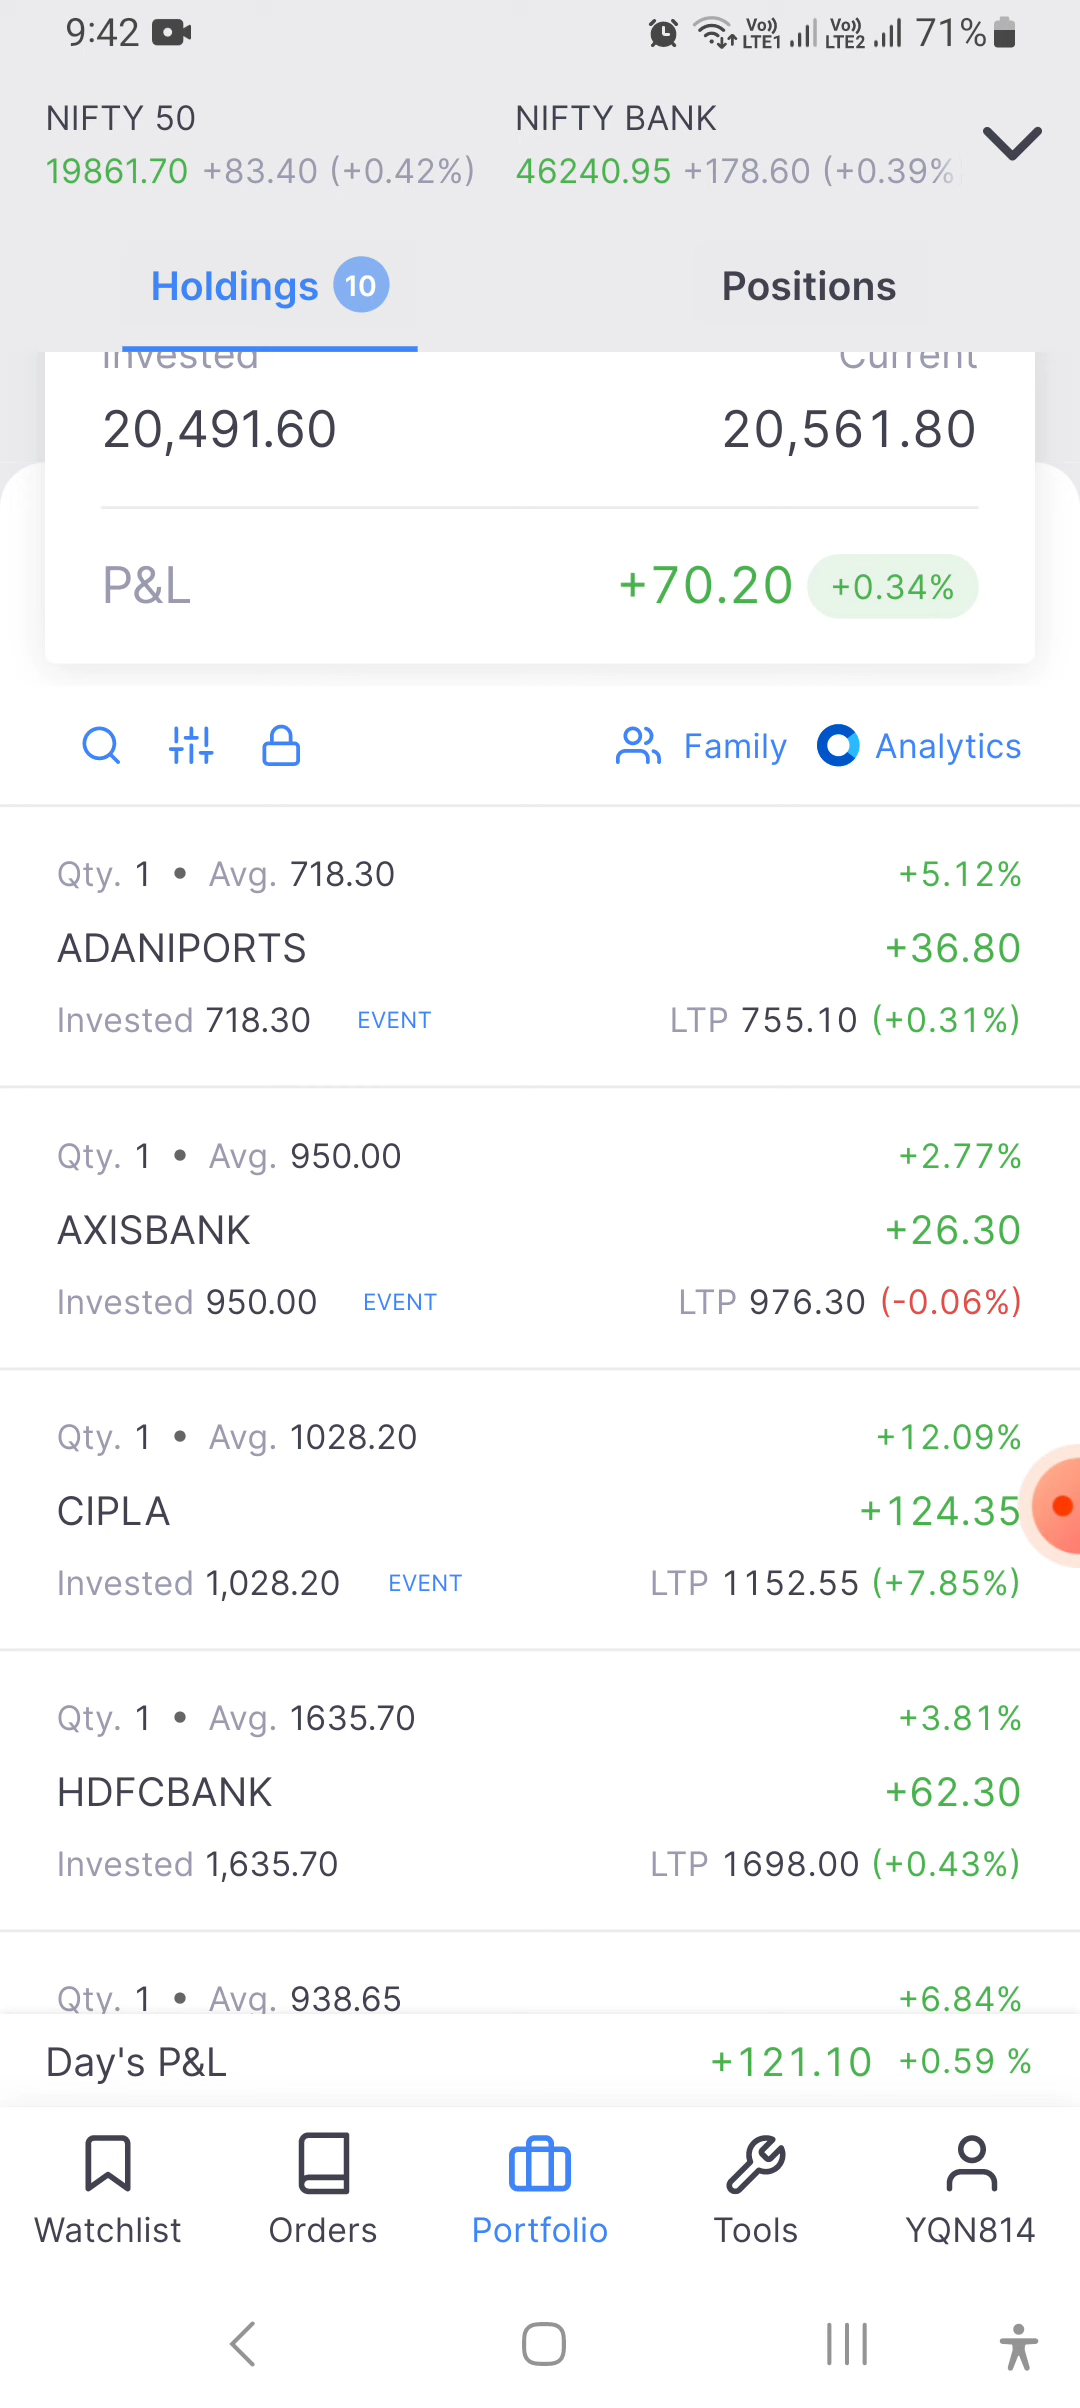 9:42 Vo)) LTE1 Vo)) LTE2 71%
NIFTY 50 NIFTY BANK
19861.70 +83.40 (+0.42%) 46240.95 +178.60 (+0.39%
Holdings 10 Positions
Invested Current
20,491.60 20,561.80
P&L +70.20 +0.34%
Family Analytics
Qty. 1 • Avg. 718.30 +5.12%
ADANIPORTS +36.80
Invested 718.30 EVENT LTP 755.10 (+0.31%)
Qty. 1 • Avg. 950.00 +2.77%
AXISBANK +26.30
Invested 950.00 EVENT LTP 976.30 (-0.06%)
Qty. 1 • Avg. 1028.20 +12.09%
CIPLA +124.35
Invested 1,028.20 EVENT LTP 1152.55 (+7.85%)
Qty. 1 • Avg. 1635.70 +3.81%
HDFCBANK +62.30
Invested 1,635.70 LTP 1698.00 (+0.43%)
Qty. 1 • Avg. 938.65 +6.84%
Day's P&L +121.10 +0.59 %
Watchlist Orders Portfolio Tools YQN814